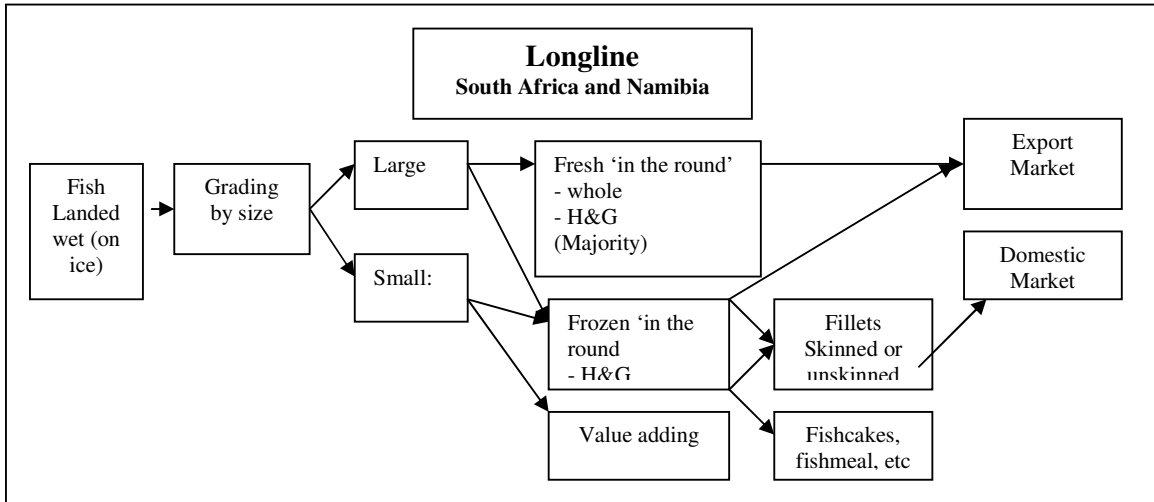 Longline
South Africa and Namibia
Fish
Landed
wet (on
ice)
Grading
by size
Large
Small:
Fresh ‘in the round’
- whole
- H&G
(Majority)
Frozen ‘in the
round
- H&G
Value adding
Export
Market
Domestic
Market
Fillets
Skinned or
unskinned
Fishcakes,
fishmeal, etc